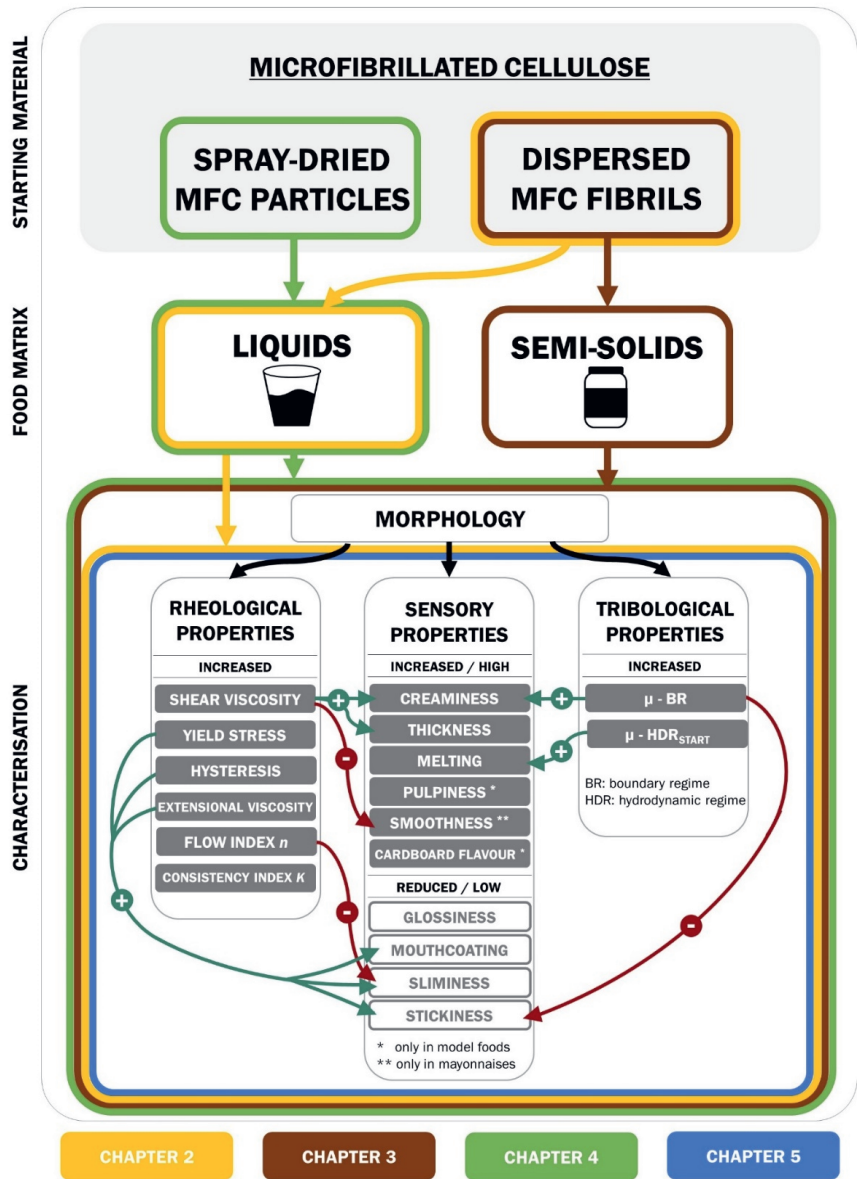 STARTING MATERIAL
MICROFIBRILLATED CELLULOSE
SPRAY-DRIED
MFC PARTICLES
DISPERSED
MFC FIBRILS
FOOD MATRIX
LIQUIDS
SEMI-SOLIDS
CHARACTERISATION
MORPHOLOGY
RHEOLOGICAL
PROPERTIES
INCREASED
SHEAR VISCOSITY
YIELD STRESS
HYSTERESIS
EXTENSIONAL VISCOSITY
FLOW INDEX n
CONSISTENCY INDEX K
+
+
-
-
SENSORY
PROPERTIES
INCREASED / HIGH
CREAMINESS
THICKNESS
MELTING
PULPINESS *
SMOOTHNESS **
CARDBOARD FLAVOUR *
REDUCED / LOW
GLOSSINESS
MOUTHCOATING
SLIMINESS
STICKINESS
* only in model foods
** only in mayonnaises
TRIBOLOGICAL
PROPERTIES
INCREASED
+
μ - BR
+
μ - HDRSTART
BR: boundary regime
HDR: hydrodynamic regime
-
CHAPTER 2
CHAPTER 3
CHAPTER 4
CHAPTER 5